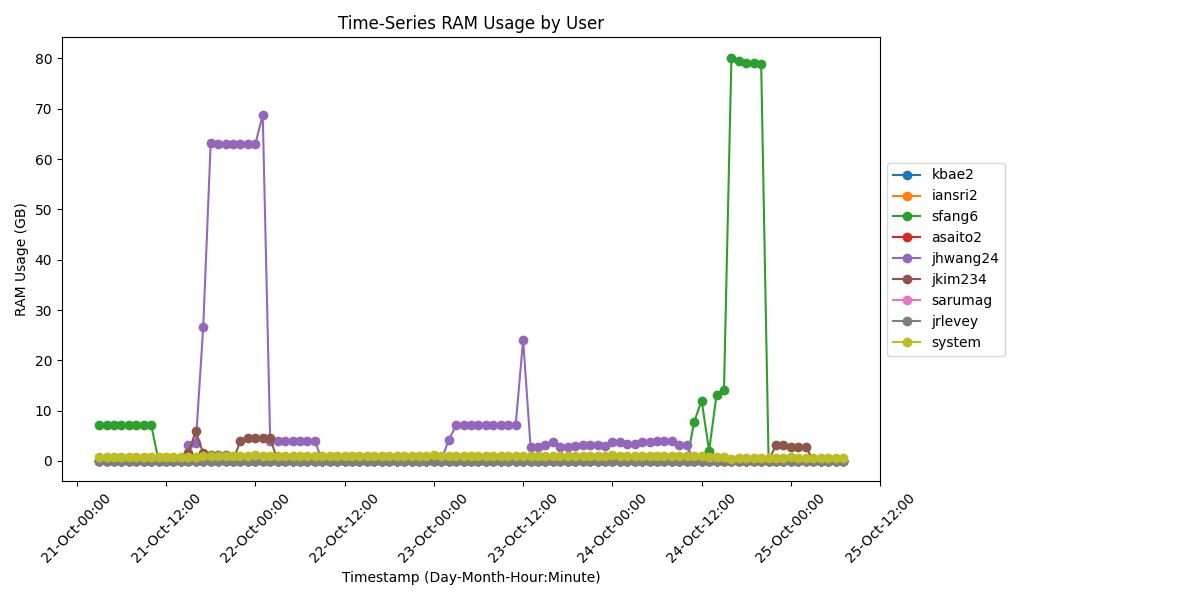 Time-Series RAM Usage by User
RAM Usage (GB)
80
70
60
50
40
30
20
10
0
21-Oct-00:00
21-Oct-12:00
22-Oct-00:00
22-Oct-12:00
23-Oct-00:00
23-Oct-12:00
24-Oct-00:00
24-Oct-12:00
25-Oct-00:00
25-Oct-12:00
Timestamp (Day-Month-Hour:Minute)
kbae2
iansri2
sfang6
asaito2
jhwang24
jkim234
sarumag
jrlevey
system